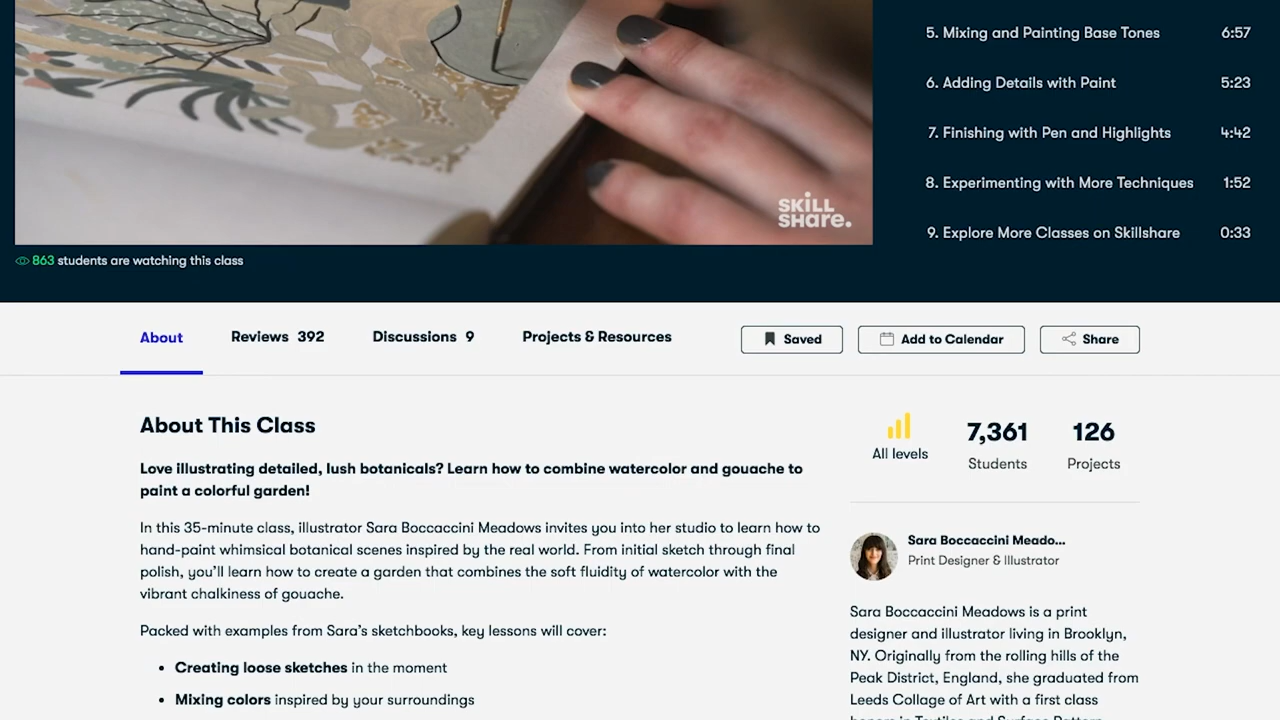 SKILL
SHare.
5. Mixing and Painting Base Tones 6:57
6. Adding Details with Paint 5:23
7. Finishing with Pen and Highlights 4:42
8. Experimenting with More Techniques 1:52
9. Explore More Classes on Skillshare 0:33
863 students are watching this class
About Reviews 392 Discussions 9 Projects & Resources Saved Add to Calendar Share
About This Class
Love illustrating detailed, lush botanicals? Learn how to combine watercolor and gouache to
paint a colorful garden!
In this 35-minute class, illustrator Sara Boccaccini Meadows invites you into her studio to learn how to
hand-paint whimsical botanical scenes inspired by the real world. From initial sketch through final
polish, you’ll learn how to create a garden that combines the soft fluidity of watercolor with the
vibrant chalkiness of gouache.
Packed with examples from Sara’s sketchbooks, key lessons will cover:
• Creating loose sketches in the moment
• Mixing colors inspired by your surroundings
All levels
7,361
Students
126
Projects
Sara Boccaccini Meado...
Print Designer & Illustrator
Sara Boccaccini Meadows is a print
designer and illustrator living in Brooklyn,
NY. Originally from the rolling hills of the
Peak District, England, she graduated from
Leeds Collage of Art with a first class
honors in Textiles and Surface Pattern